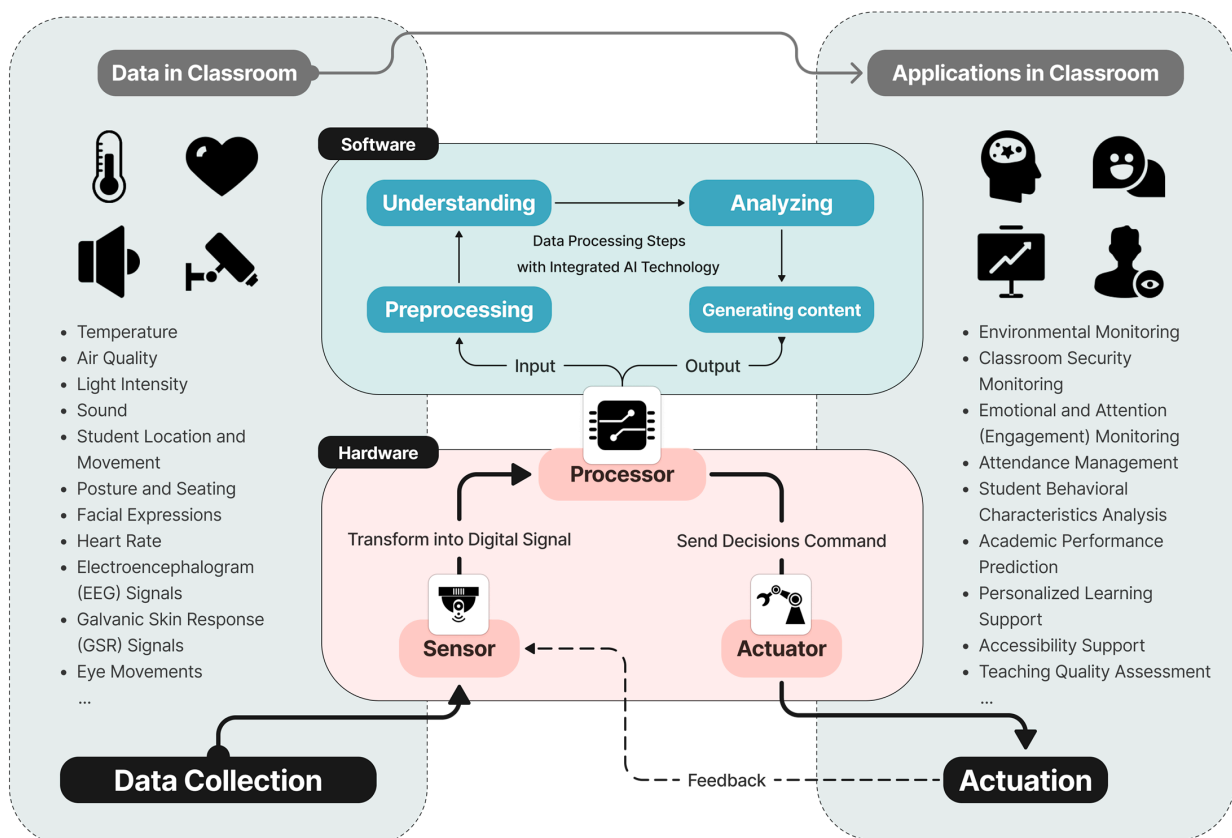 Data in Classroom
Applications in Classroom
Temperature
Air Quality
Light Intensity
Sound
Student Location and
Movement
Posture and Seating
Facial Expressions
Heart Rate
Electroencephalogram
(EEG) Signals
Galvanic Skin Response
(GSR) Signals
Eye Movements
...
Data Collection
Software
Understanding
Analyzing
Data Processing Steps
with Integrated AI Technology
Preprocessing
Generating content
Input
Output
Hardware
Processor
Transform into Digital Signal
Send Decisions Command
Sensor
Actuator
Feedback
Environmental Monitoring
Classroom Security
Monitoring
Emotional and Attention
(Engagement) Monitoring
Attendance Management
Student Behavioral
Characteristics Analysis
Academic Performance
Prediction
Personalized Learning
Support
Accessibility Support
Teaching Quality Assessment
...
Actuation